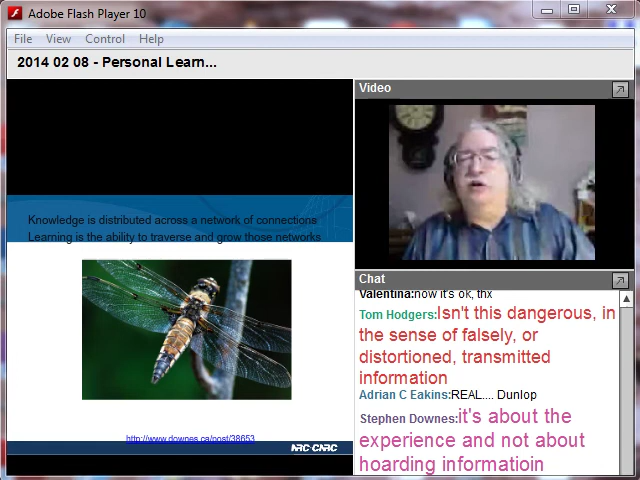 Adobe Flash Player 10
File View Control Help
2014 02 08 - Personal Learn...
Knowledge is distributed across a network of connections
Learning is the ability to traverse and grow those networks
http://www.downes.ca/post/38653
NRC-CNRC
Video
Chat
Valentina:now it's ok, thx
Tom Hodgers:Isn't this dangerous, in
the sense of falsely, or
distortioned, transmitted
information
Adrian C Eakins:REAL.... Dunlop
Stephen Downes:it's about the
experience and not about
hoarding informatioin